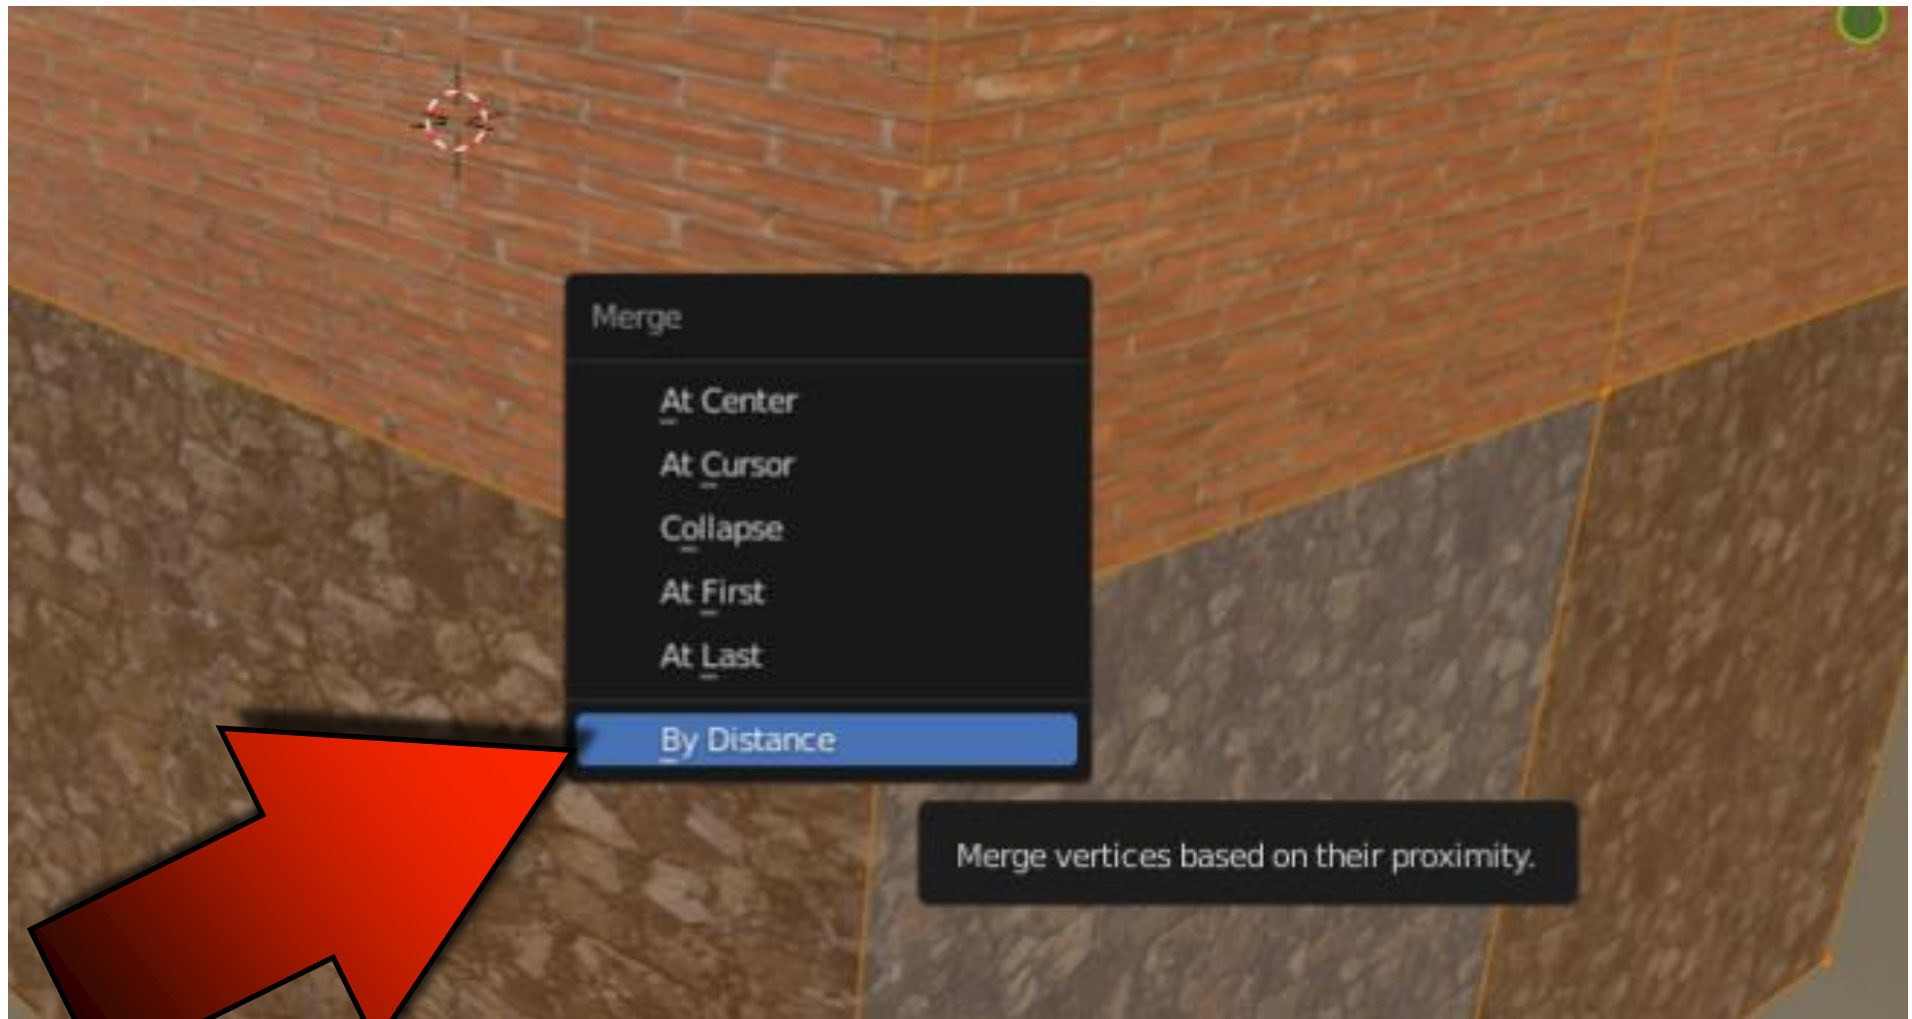 Merge
At Center
At Cursor
Collapse
At First
At Last
By Distance
Merge vertices based on their proximity.